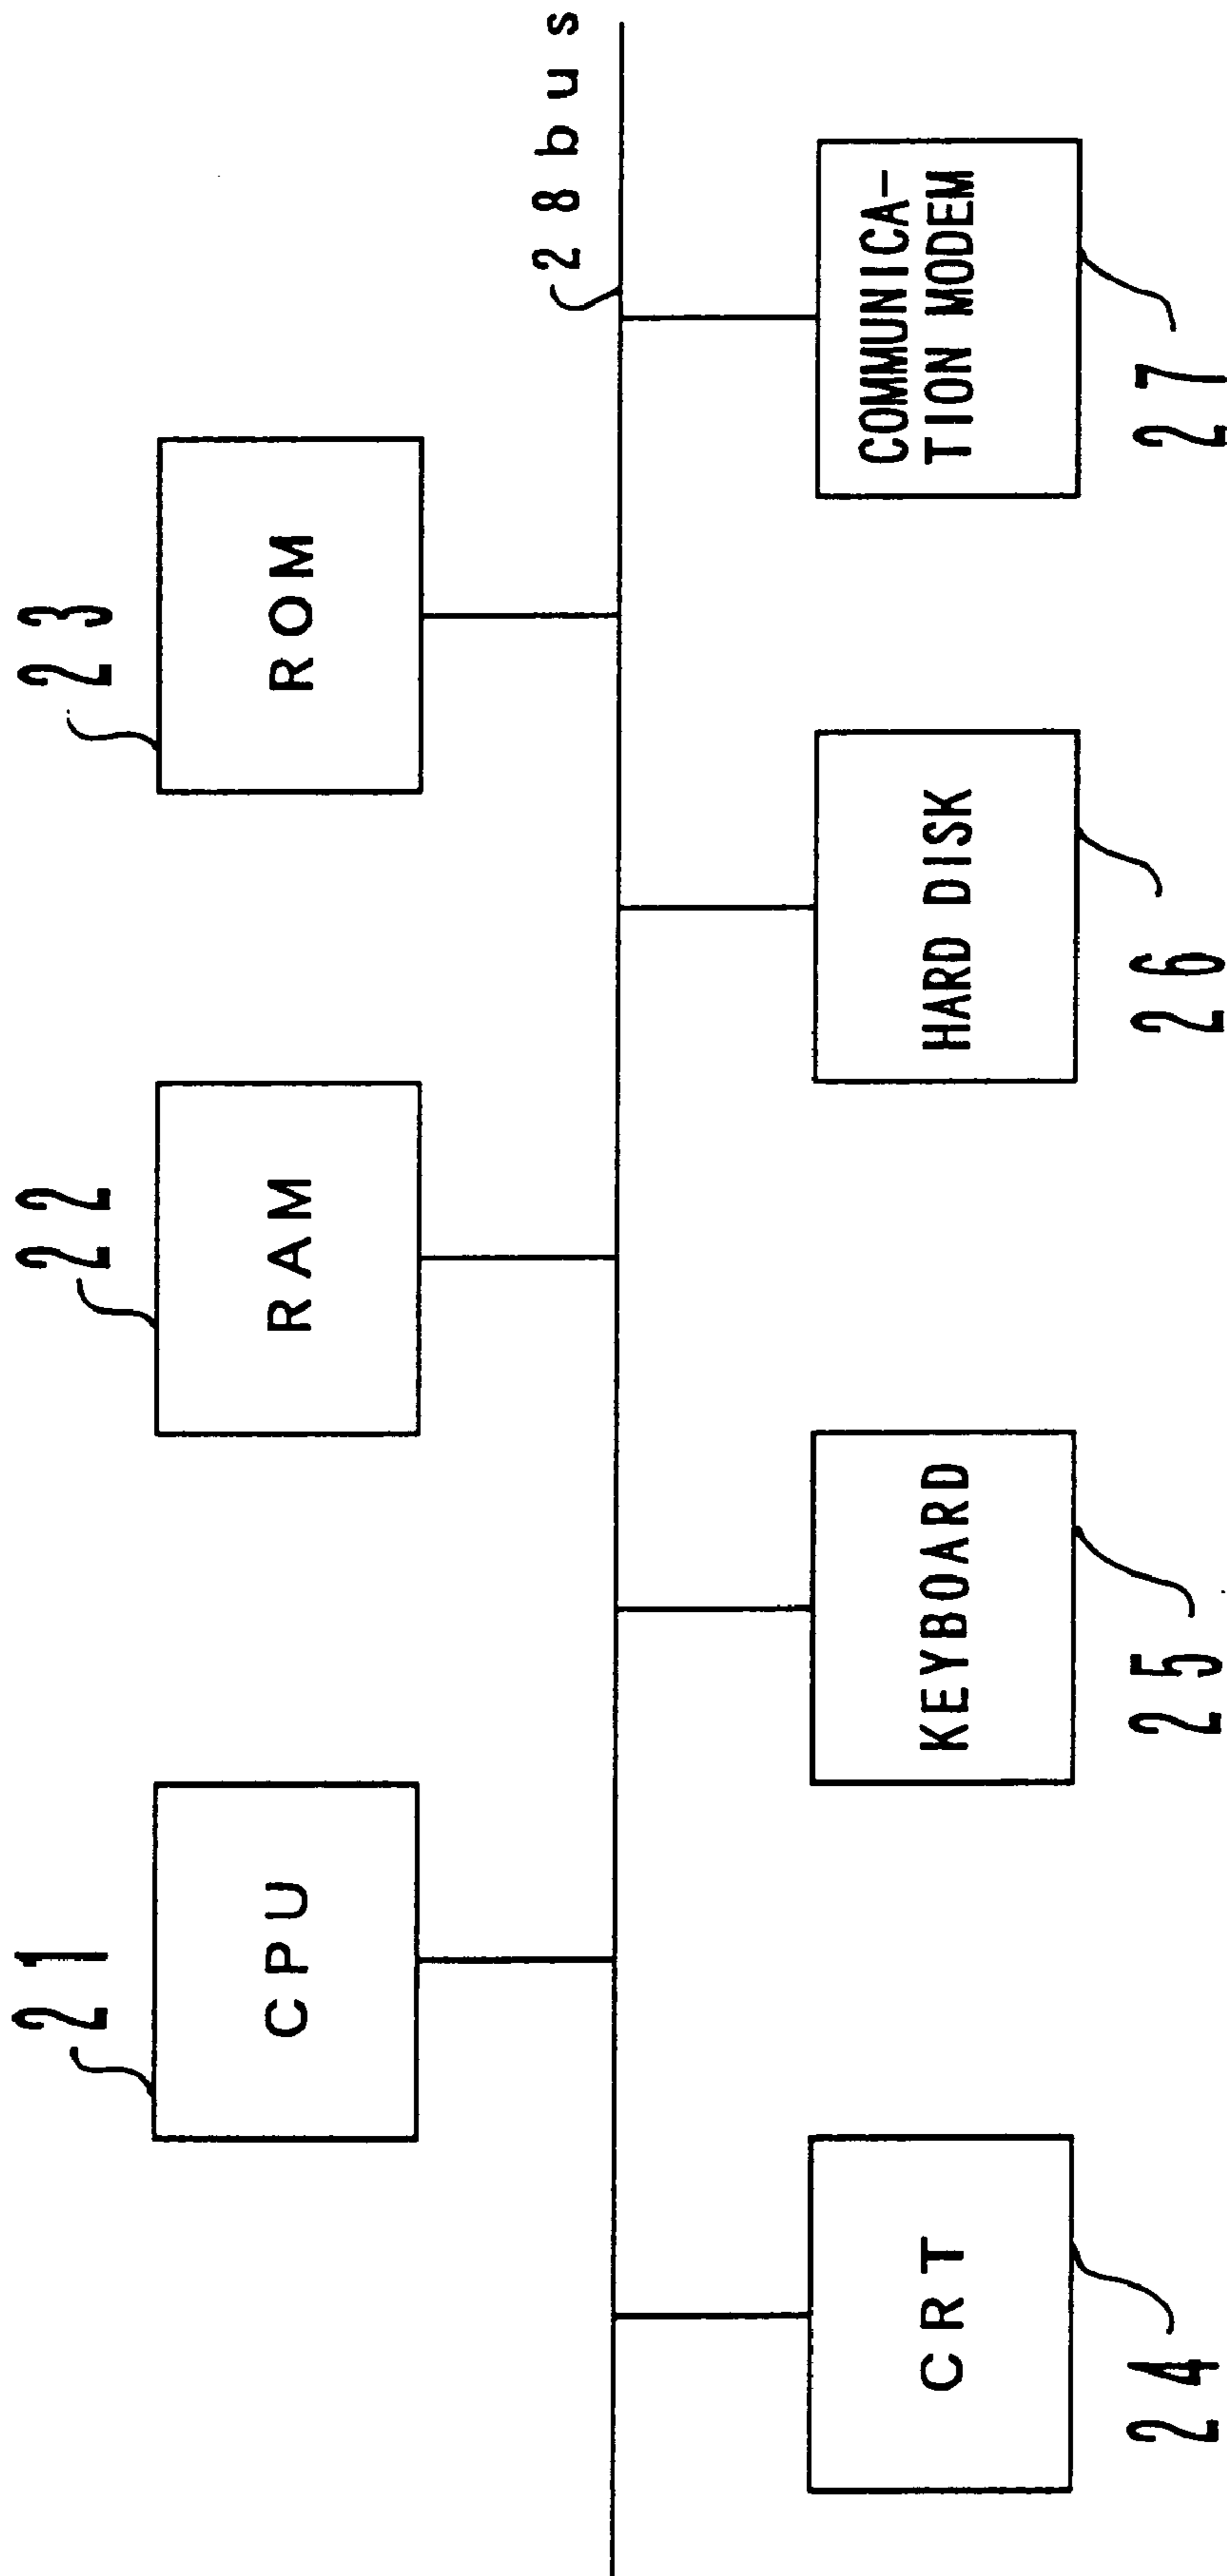 21
CPU
22
RAM
23
ROM
28 bus
CRT
24
KEYBOARD
25
HARD DISK
26
COMMUNICA-
TION MODEM
27